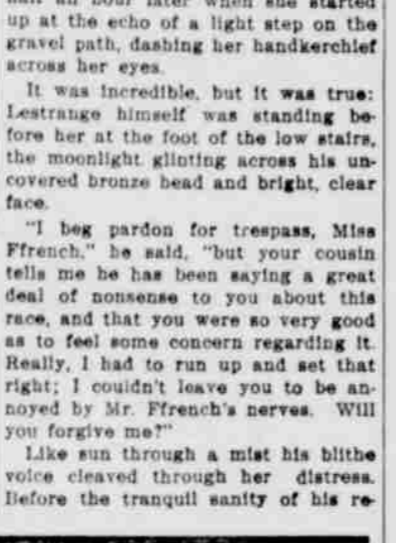 half an hour later when she started
up at the echo of a light step on the
gravel path, dashing her handkerchief
across her eyes.
It was incredible, but it was true:
Lestrange himself was standing be-
fore her at the foot of the low stairs,
the moonlight glinting across his un-
covered bronze head and bright, clear
face.
"I beg pardon for trespass, Miss
Ffrench," he said, "but your cousin
tells me he has been saying a great
deal of nonsense to you about this
race, and that you were so very good
as to feel some concern regarding it.
Really, I had to run up and set that
right; I couldn't leave you to be an-
noyed by Mr. Ffrench's nerves. Will
you forgive me?"
Like sun through a mist his blithe
voice cleaved through her distress.
Before the tranquil sanity of his re-